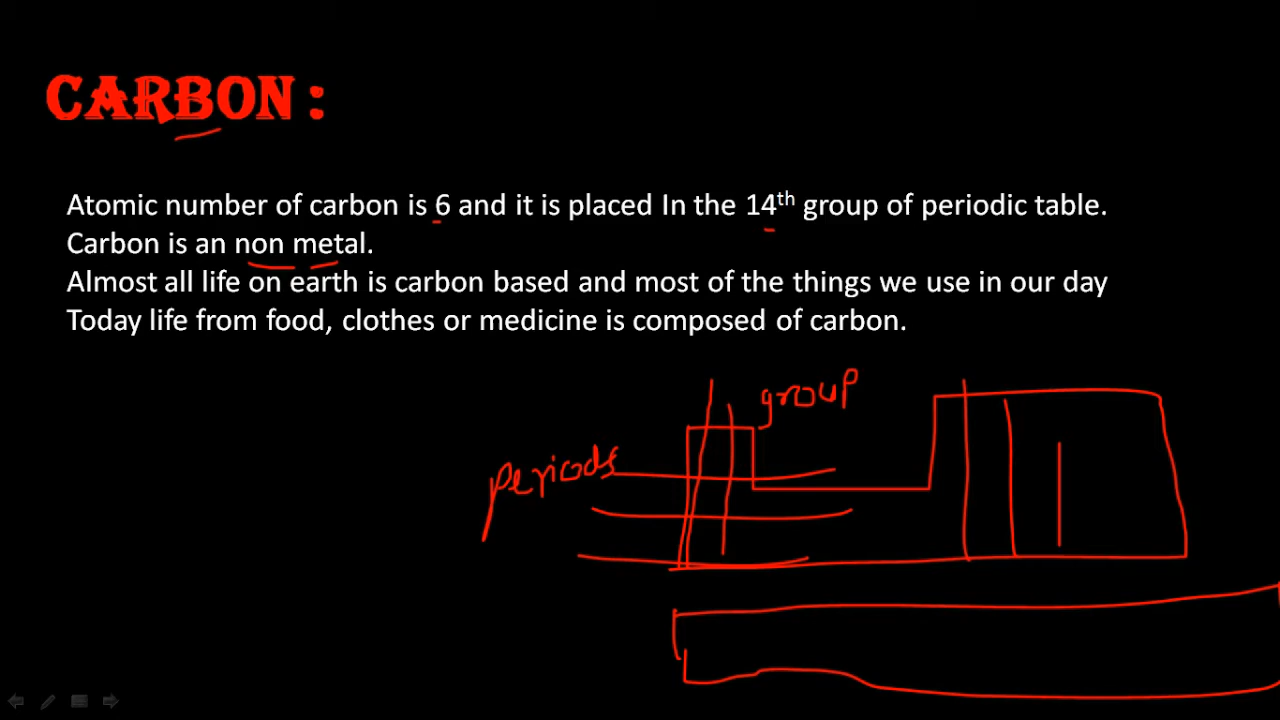 CARBON :
Atomic number of carbon is 6 and it is placed In the 14th group of periodic table.
Carbon is an non metal.
Almost all life on earth is carbon based and most of the things we use in our day
Today life from food, clothes or medicine is composed of carbon.
group
periods